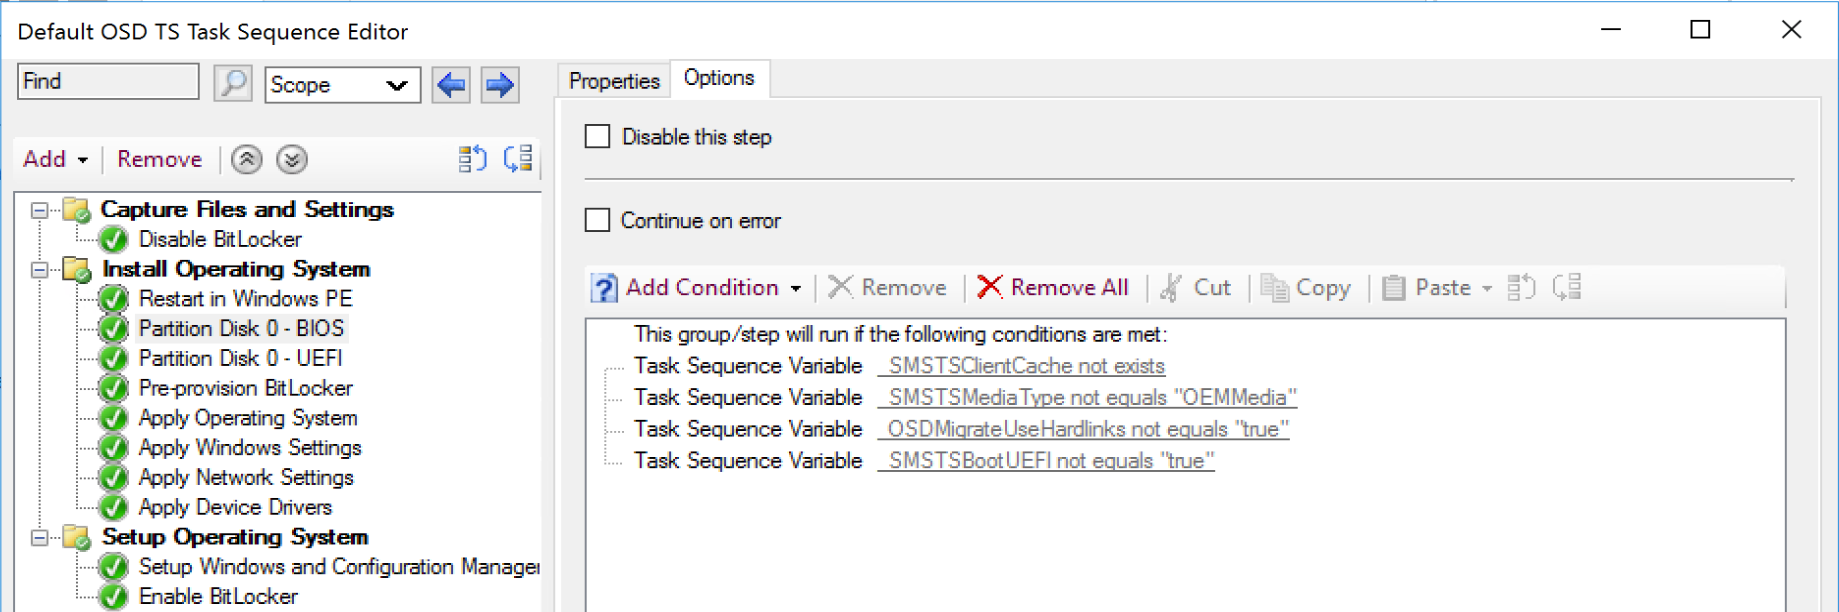 Default OSD TS Task Sequence Editor
Find
Scope
Add
Remove
Capture Files and Settings
Disable BitLocker
Install Operating System
Restart in Windows PE
Partition Disk 0 - BIOS
Partition Disk 0 - UEFI
Pre-provision BitLocker
Apply Operating System
Apply Windows Settings
Apply Network Settings
Apply Device Drivers
Setup Operating System
Setup Windows and Configuration Manager
Enable BitLocker
Properties
Options
Disable this step
Continue on error
Add Condition
Remove
Remove All
Cut
Copy
Paste
This group/step will run if the following conditions are met:
Task Sequence Variable SMSTSClientCache not exists
Task Sequence Variable SMSTSMediaType not equals "OEMMedia"
Task Sequence Variable OSDMigrateUseHardlinks not equals "true"
Task Sequence Variable SMSTSBootUEFI not equals "true"